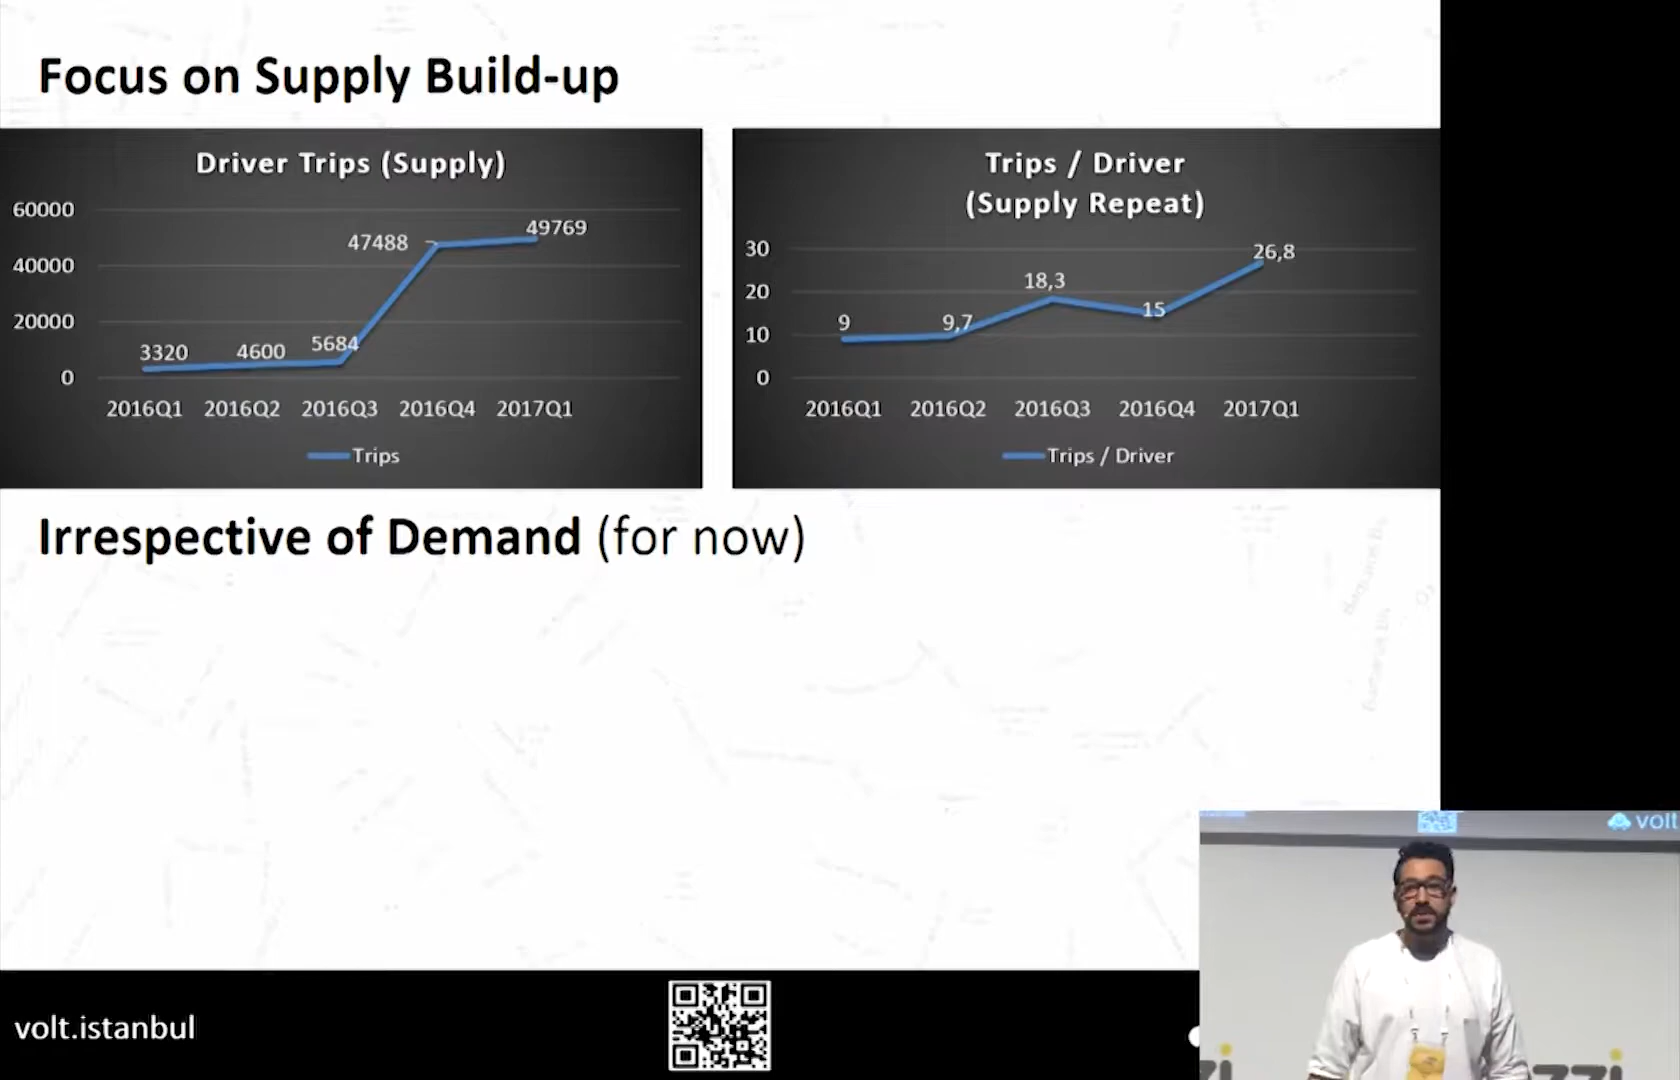 Focus on Supply Build-up
Driver Trips (Supply)
60000
40000
20000
0
3320
4600
5684
47488
49769
2016Q1 2016Q2 2016Q3 2016Q4 2017Q1
Trips
Trips / Driver
(Supply Repeat)
30
20
10
0
9
9,7
18,3
15
26,8
2016Q1 2016Q2 2016Q3 2016Q4 2017Q1
Trips / Driver
Irrespective of Demand (for now)
volt.istanbul
volt